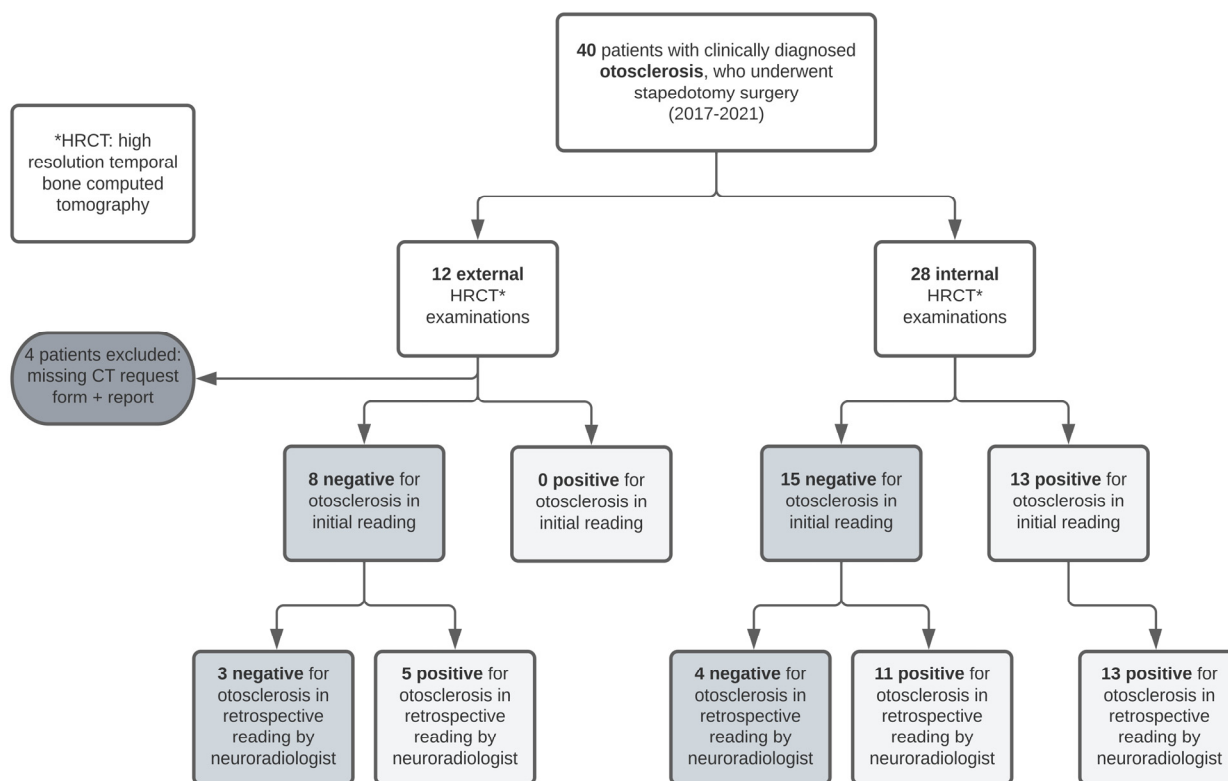 40 patients with clinically diagnosed
otosclerosis, who underwent
stapedotomy surgery
(2017-2021)
*HRCT: high
resolution temporal
bone computed
tomography
12 external
HRCT*
examinations
28 internal
HRCT*
examinations
4 patients excluded:
missing CT request
form + report
8 negative for
otosclerosis in
initial reading
0 positive for
otosclerosis in
initial reading
15 negative for
otosclerosis in
initial reading
13 positive for
otosclerosis in
initial reading
3 negative for
otosclerosis in
retrospective
reading by
neuroradiologist
5 positive for
otosclerosis in
retrospective
reading by
neuroradiologist
4 negative for
otosclerosis in
retrospective
reading by
neuroradiologist
11 positive for
otosclerosis in
retrospective
reading by
neuroradiologist
13 positive for
otosclerosis in
retrospective
reading by
neuroradiologist